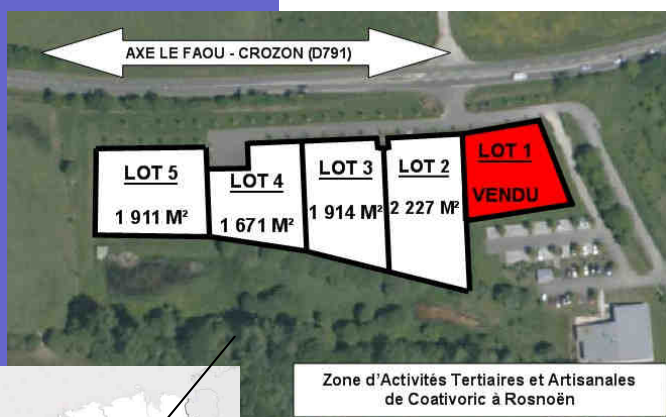 AXE LE FAOU - CROZON (D791)
LOT 5
1 911 M²
LOT 4
1 671 M²
LOT 3
1 914 M²
LOT 2
2 227 M²
LOT 1
VENDU
Zone d'Activités Tertiaires et Artisanales
de Coativoric à Rosnoën